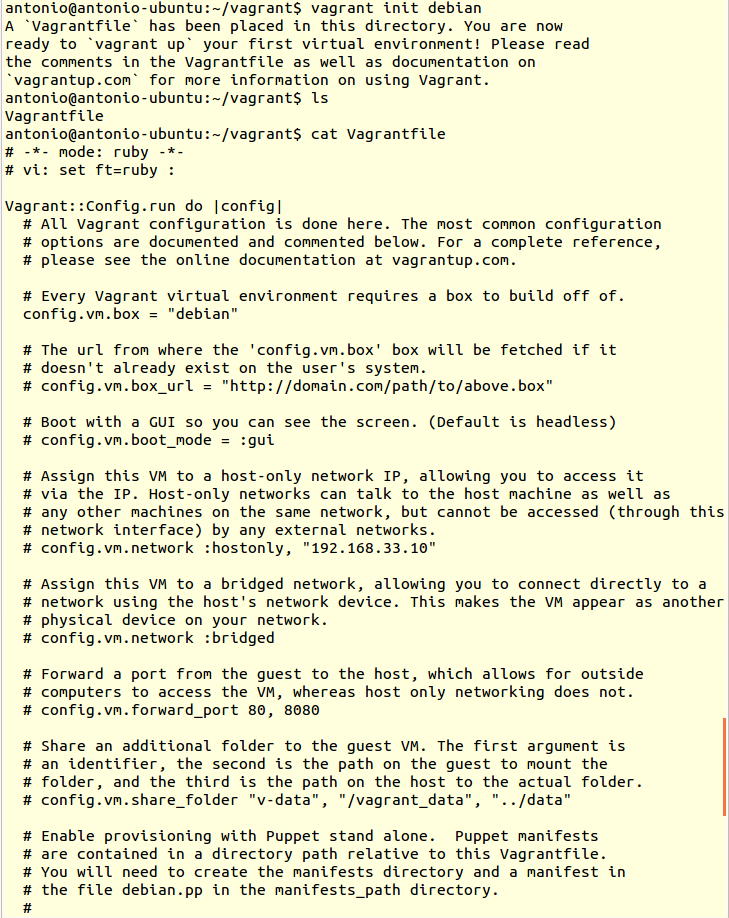 antonio@antonio-ubuntu:~/vagrant$ vagrant init debian
A `Vagrantfile` has been placed in this directory. You are now
ready to `vagrant up` your first virtual environment! Please read
the comments in the Vagrantfile as well as documentation on
`vagrantup.com` for more information on using Vagrant.
antonio@antonio-ubuntu:~/vagrant$ ls
Vagrantfile
antonio@antonio-ubuntu:~/vagrant$ cat Vagrantfile
# -*- mode: ruby -*-
# vi: set ft=ruby :

Vagrant::Config.run do |config|
  # All Vagrant configuration is done here. The most common configuration
  # options are documented and commented below. For a complete reference,
  # please see the online documentation at vagrantup.com.

  # Every Vagrant virtual environment requires a box to build off of.
  config.vm.box = "debian"

  # The url from where the 'config.vm.box' box will be fetched if it
  # doesn't already exist on the user's system.
  # config.vm.box_url = "http://domain.com/path/to/above.box"

  # Boot with a GUI so you can see the screen. (Default is headless)
  # config.vm.boot_mode = :gui

  # Assign this VM to a host-only network IP, allowing you to access it
  # via the IP. Host-only networks can talk to the host machine as well as
  # any other machines on the same network, but cannot be accessed (through this
  # network interface) by any external networks.
  # config.vm.network :hostonly, "192.168.33.10"

  # Assign this VM to a bridged network, allowing you to connect directly to a
  # network using the host's network device. This makes the VM appear as another
  # physical device on your network.
  # config.vm.network :bridged

  # Forward a port from the guest to the host, which allows for outside
  # computers to access the VM, whereas host only networking does not.
  # config.vm.forward_port 80, 8080

  # Share an additional folder to the guest VM. The first argument is
  # an identifier, the second is the path on the guest to mount the
  # folder, and the third is the path on the host to the actual folder.
  # config.vm.share_folder "v-data", "/vagrant_data", "../data"

  # Enable provisioning with Puppet stand alone.  Puppet manifests
  # are contained in a directory path relative to this Vagrantfile.
  # You will need to create the manifests directory and a manifest in
  # the file debian.pp in the manifests_path directory.
  #